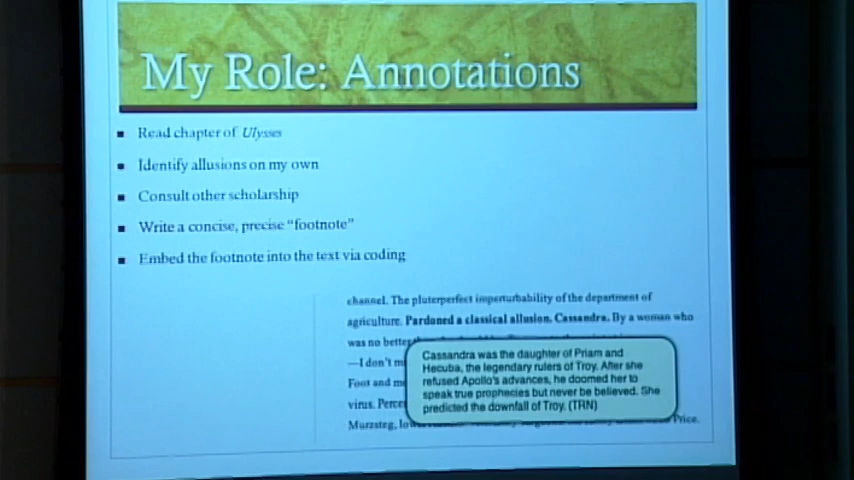 My Role: Annotations
Read chapter of Ulysses
Identify allusions on my own
Consult other scholarship
Write a concise, precise “footnote”
Embed the footnote into the text via coding
channel. The pluterperfect imperturbability of the department of
agriculture. Pardoned a classical allusion. Cassandra. By a woman who
was no better
—I don't m
Foot and m
virus. Perce
Murzsteg, lo
Price.
Cassandra was the daughter of Priam and
Hecuba, the legendary rulers of Troy. After she
refused Apollo's advances, he doomed her to
speak true prophecies but never be believed. She
predicted the downfall of Troy. (TRN)